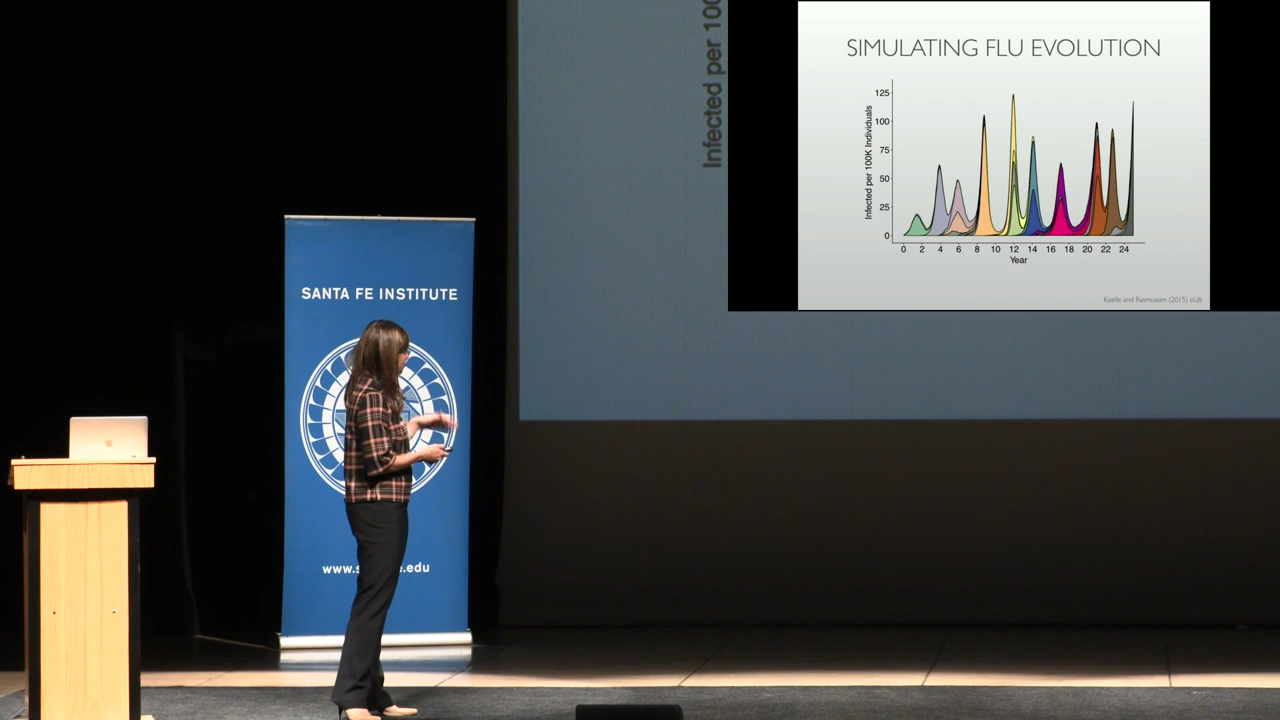 Infected per 100
SIMULATING FLU EVOLUTION
Infected per 100K Individuals
125
100
75
50
25
0
0 2 4 6 8 10 12 14 16 18 20 22 24
Year
Koelle and Rasmussen (2015) eLife
SANTA FE INSTITUTE
www.s e.edu